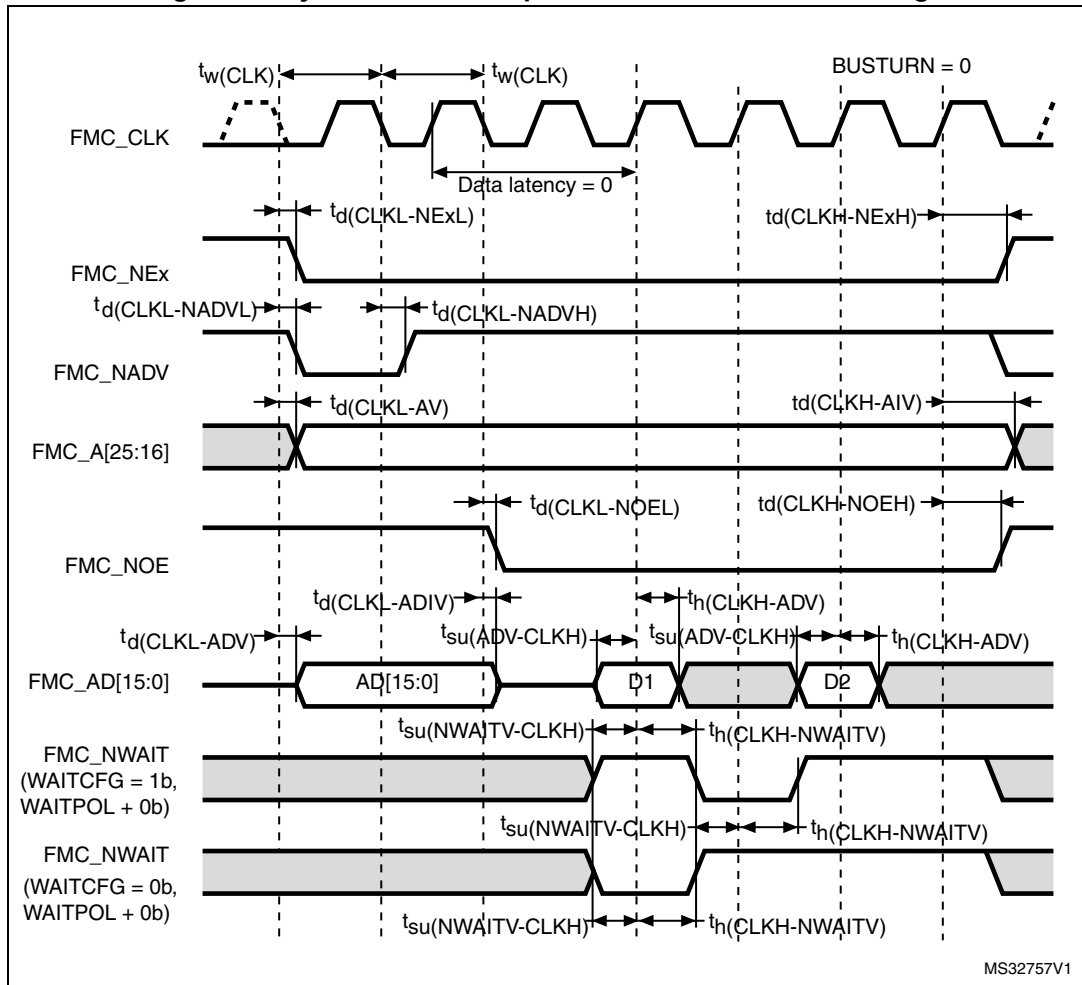 BUSTURN = 0
tw(CLK) tw(CLK)
FMC_CLK
Data latency = 0
td(CLKL-NExL) td(CLKH-NExH)
FMC_NEx
td(CLKL-NADVL) td(CLKL-NADVH)
FMC_NADV
td(CLKL-AV) td(CLKH-AIV)
FMC_A[25:16]
td(CLKL-NOEL) td(CLKH-NOEH)
FMC_NOE
td(CLKL-ADIV) th(CLKH-ADV)
td(CLKL-ADV) tsu(ADV-CLKH) tsu(ADV-CLKH) th(CLKH-ADV)
FMC_AD[15:0] AD[15:0] D1 D2
tsu(NWAITV-CLKH) th(CLKH-NWAITV)
FMC_NWAIT
(WAITCFG = 1b,
WAITPOL + 0b)
tsu(NWAITV-CLKH) th(CLKH-NWAITV)
FMC_NWAIT
(WAITCFG = 0b,
WAITPOL + 0b)
tsu(NWAITV-CLKH) th(CLKH-NWAITV)
MS32757V1